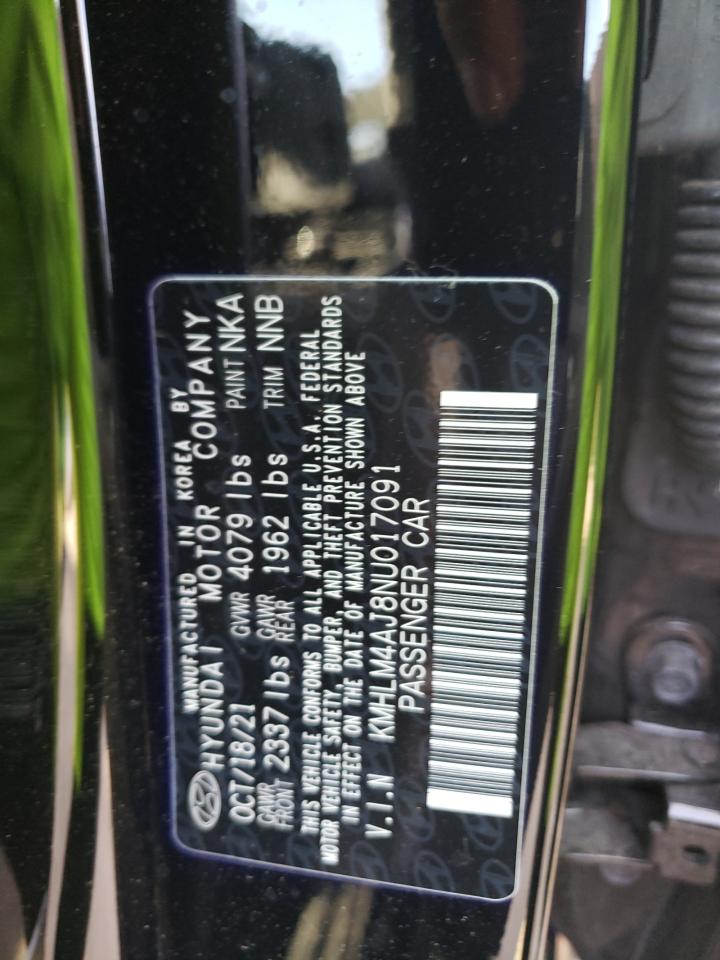 MANUFACTURED IN KOREA BY
HYUNDAI MOTOR COMPANY
OCT/18/21 GVWR 4079 lbs PAINT NKA
GAWR FRONT 2337 lbs GAWR REAR 1962 lbs TRIM NNB
THIS VEHICLE CONFORMS TO ALL APPLICABLE U.S.A. FEDERAL
MOTOR VEHICLE SAFETY, BUMPER, AND THEFT PREVENTION STANDARDS
IN EFFECT ON THE DATE OF MANUFACTURE SHOWN ABOVE
V.I.N KMHLM4AJ8NU017091
PASSENGER CAR